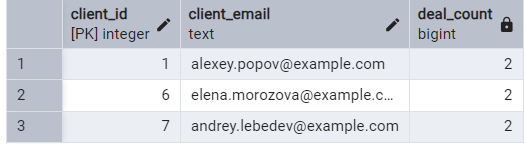 client_id client_email deal_count
[PK] integer text bigint
1 1 alexey.popov@example.com 2
2 6 elena.morozova@example.c... 2
3 7 andrey.lebedev@example.com 2